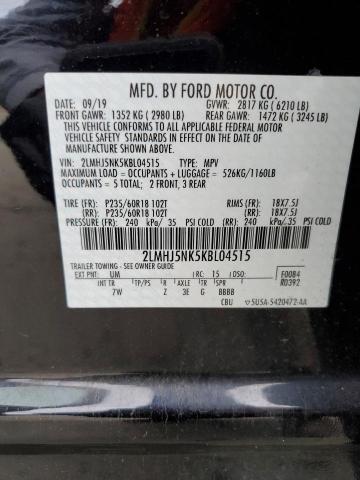 MFD. BY FORD MOTOR CO.
DATE: 09/19 GVWR: 2817 KG (6210 LB)
FRONT GAWR: 1352 KG (2980 LB) REAR GAWR: 1472 KG (3245 LB)
THIS VEHICLE CONFORMS TO ALL APPLICABLE FEDERAL MOTOR
VEHICLE SAFETY STANDARDS IN EFFECT ON THE DATE OF
MANUFACTURE SHOWN ABOVE.
VIN: 2LMHJ5NK5KBL04515 TYPE: MPV
MAXIMUM LOAD = OCCUPANTS + LUGGAGE = 526KG/1160LB
OCCUPANTS = 5 TOTAL: 2 FRONT, 3 REAR
TIRE (FR): P235/60R18 102T RIMS(FR): 18X7.5J
(RR): P235/60R18 102T (RR): 18X7.5J
PRESSURE (FR) 240 kPa/ 35 PSI COLD (RR) 240 kPa/ 35 PSI COLD
2LMHJ5NK5KBL04515
TRAILER TOWING - SEE OWNER GUIDE
EXT PNT: UM RC: 15 DSO: F0084
INT TR TP/PS R AXLE TR SPR R0392
7W Z 3E G BBBB
CBU 5U5A-5420472-AA